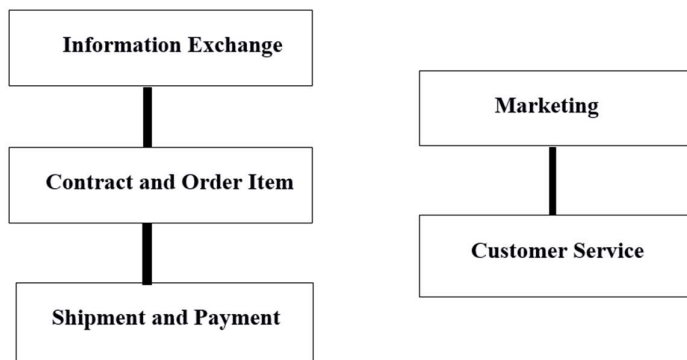 Information Exchange
Contract and Order Item
Shipment and Payment
Marketing
Customer Service